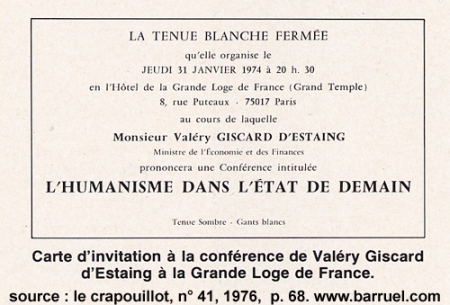 LA TENUE BLANCHE FERMÉE
qu'elle organise le
JEUDI 31 JANVIER 1974 à 20 h. 30
en l'Hôtel de la Grande Loge de France (Grand Temple)
8, rue Puteaux - 75017 Paris
au cours de laquelle
Monsieur Valéry GISCARD D'ESTAING
Ministre de l'Économie et des Finances
prononcera une Conférence intitulée
L'HUMANISME DANS L'ÉTAT DE DEMAIN
Tenue Sombre - Gants blancs
Carte d'invitation à la conférence de Valéry Giscard
d'Estaing à la Grande Loge de France.
source : le crapouillot, n° 41, 1976, p. 68. www.barruel.com